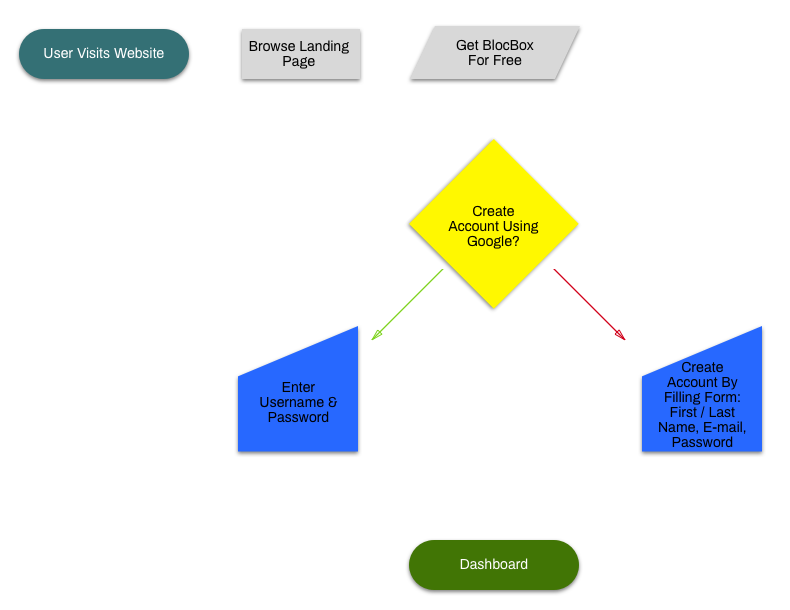 User Visits Website
Browse Landing
Page
Get BlocBox
For Free
Create
Account Using
Google?
Enter
Username &
Password
Create
Account By
Filling Form:
First / Last
Name, E-mail,
Password
Dashboard